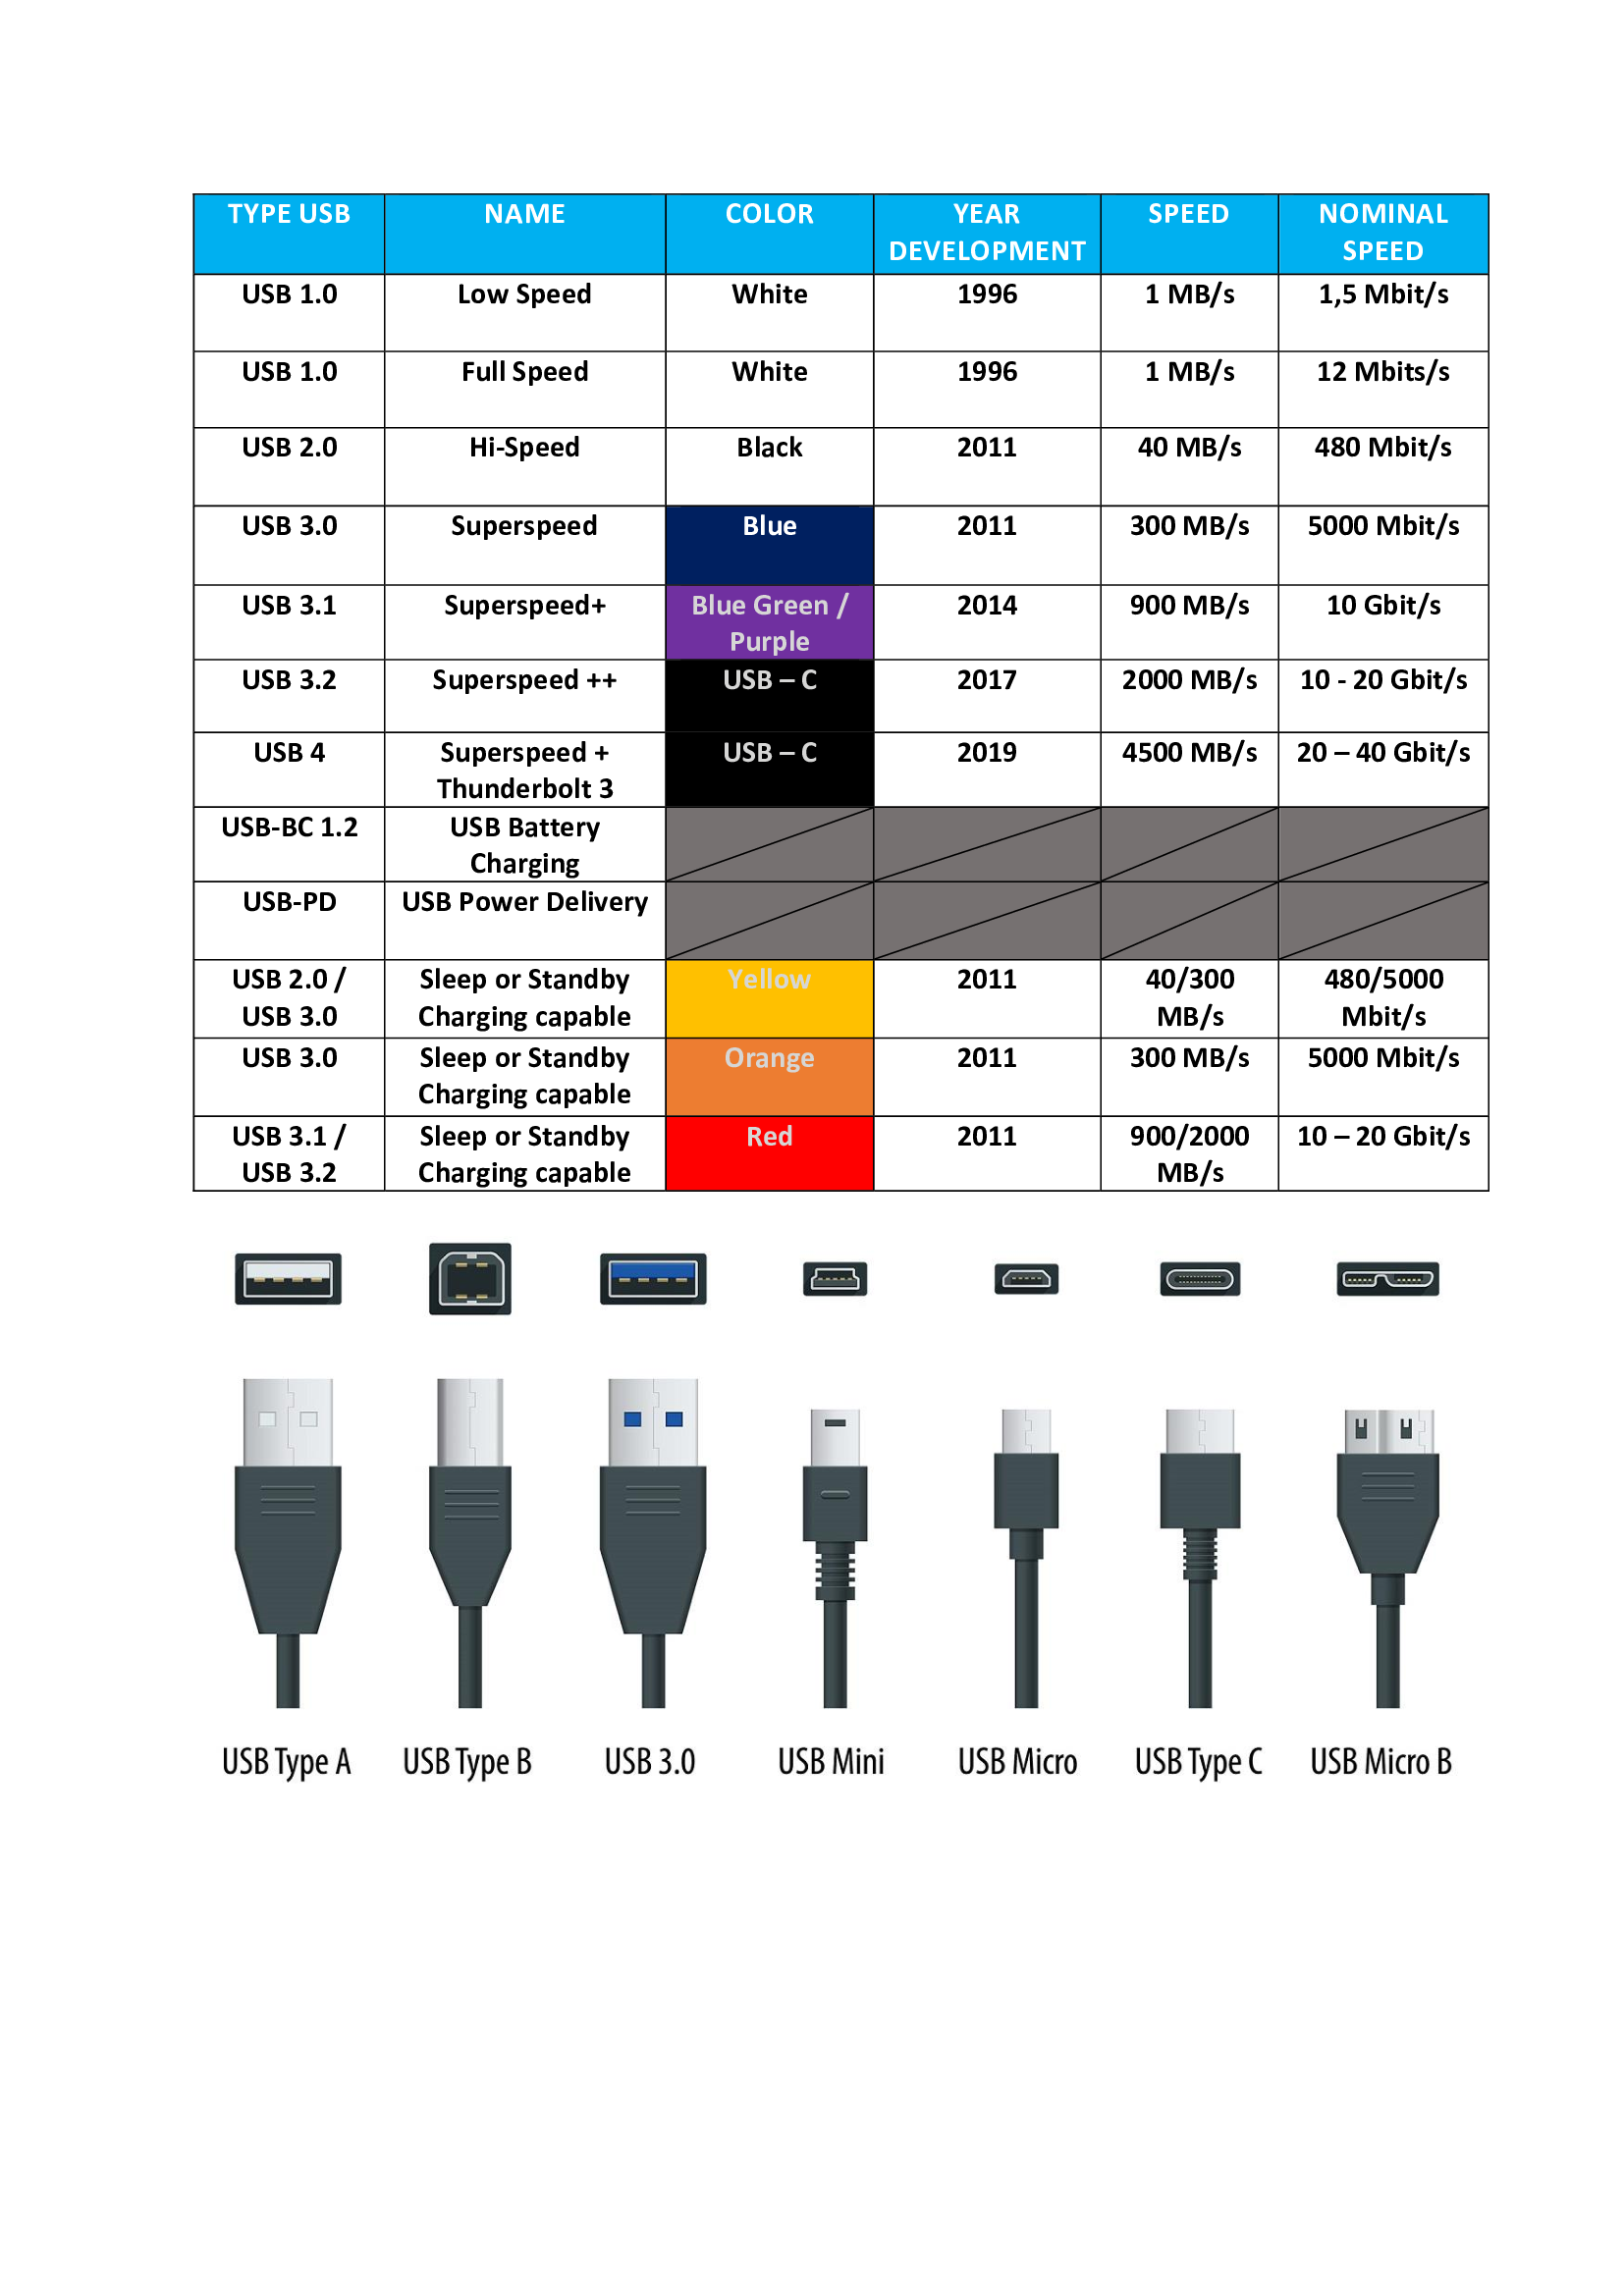 TYPE USB NAME COLOR YEAR DEVELOPMENT SPEED NOMINAL SPEED
USB 1.0 Low Speed White 1996 1 MB/s 1,5 Mbit/s
USB 1.0 Full Speed White 1996 1 MB/s 12 Mbits/s
USB 2.0 Hi-Speed Black 2011 40 MB/s 480 Mbit/s
USB 3.0 Superspeed Blue 2011 300 MB/s 5000 Mbit/s
USB 3.1 Superspeed+ Blue Green / Purple 2014 900 MB/s 10 Gbit/s
USB 3.2 Superspeed ++ USB – C 2017 2000 MB/s 10 - 20 Gbit/s
USB 4 Superspeed + Thunderbolt 3 USB – C 2019 4500 MB/s 20 – 40 Gbit/s
USB-BC 1.2 USB Battery Charging
USB-PD USB Power Delivery
USB 2.0 / USB 3.0 Sleep or Standby Charging capable Yellow 2011 40/300 MB/s 480/5000 Mbit/s
USB 3.0 Sleep or Standby Charging capable Orange 2011 300 MB/s 5000 Mbit/s
USB 3.1 / USB 3.2 Sleep or Standby Charging capable Red 2011 900/2000 MB/s 10 – 20 Gbit/s
USB Type A USB Type B USB 3.0 USB Mini USB Micro USB Type C USB Micro B